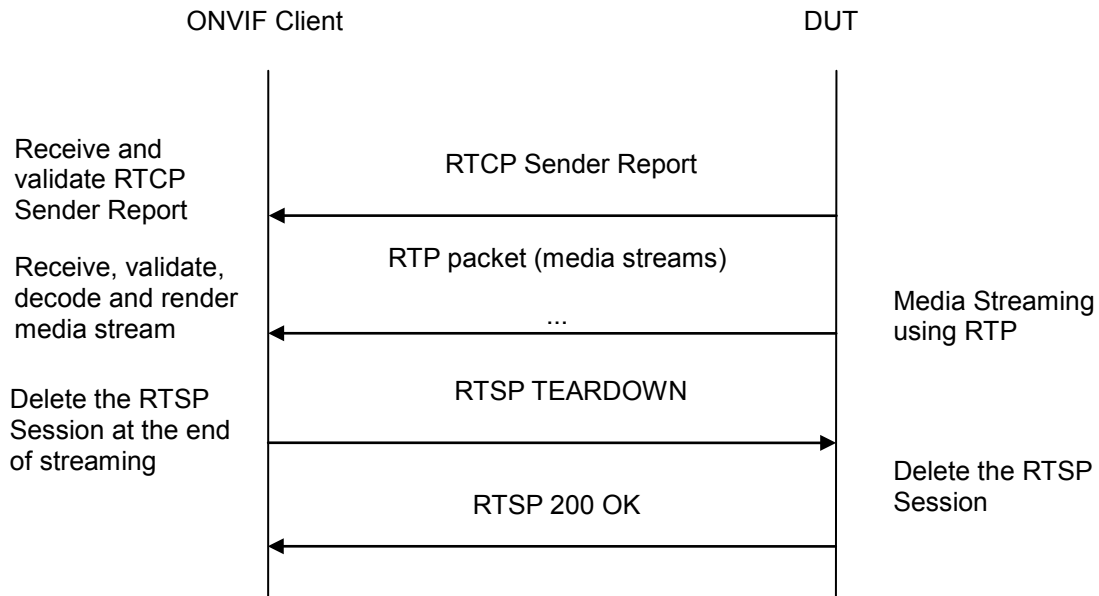 ONVIF Client
DUT
Receive and
validate RTCP
Sender Report
RTCP Sender Report
Receive, validate,
decode and render
media stream
RTP packet (media streams)
...
Media Streaming
using RTP
Delete the RTSP
Session at the end
of streaming
RTSP TEARDOWN
Delete the RTSP
Session
RTSP 200 OK